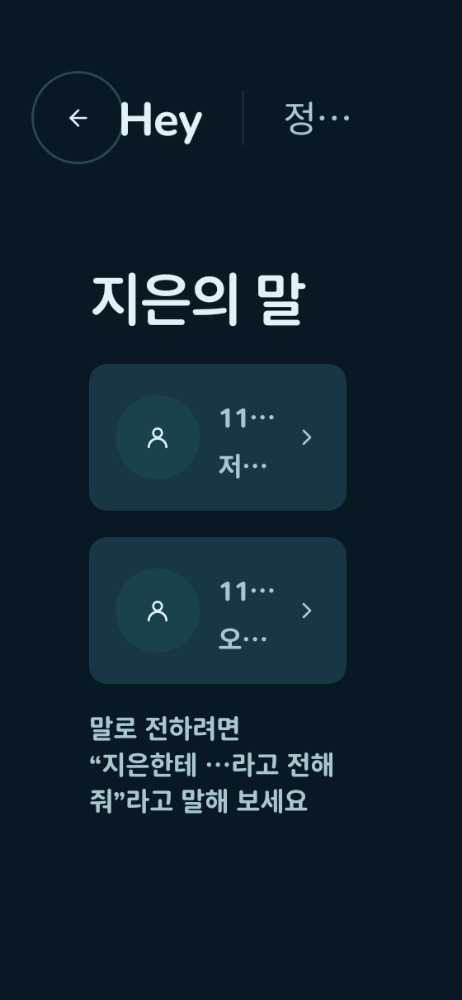 Hey
정···
지은의 말
11···
저···
11···
오···
말로 전하려면
“지은한테 ···라고 전해
줘”라고 말해 보세요